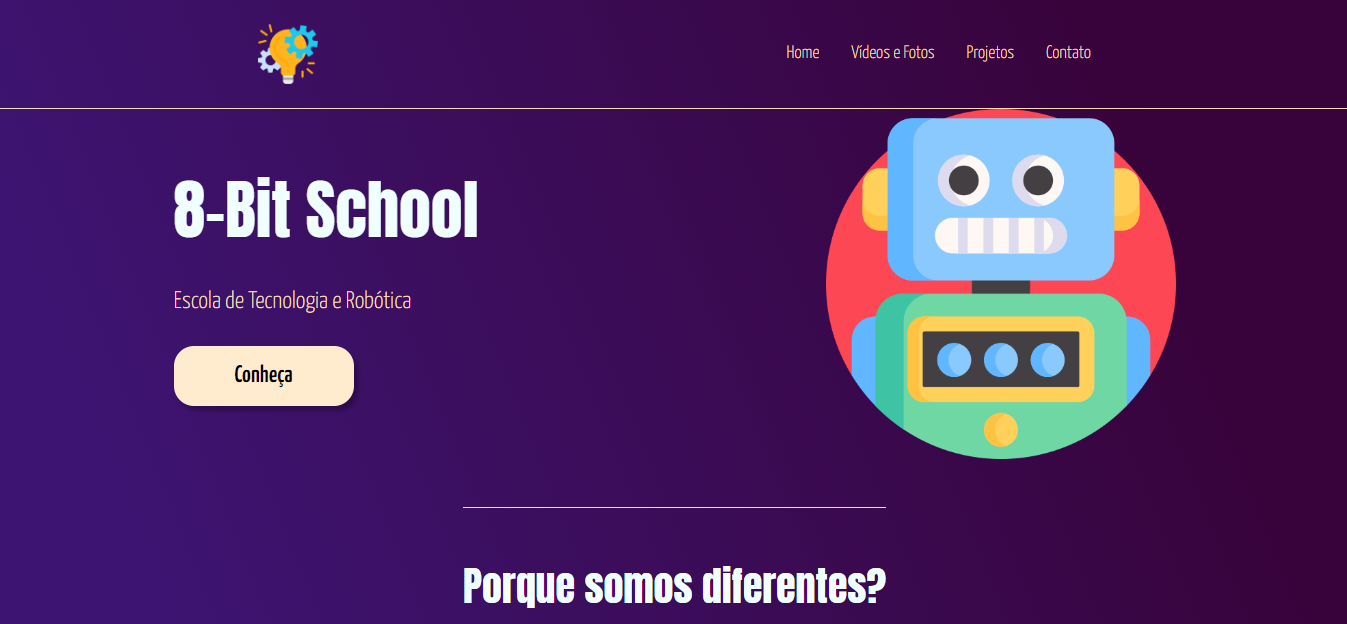 Home Vídeos e Fotos Projetos Contato
8-Bit School
Escola de Tecnologia e Robótica
Conheça
Porque somos diferentes?